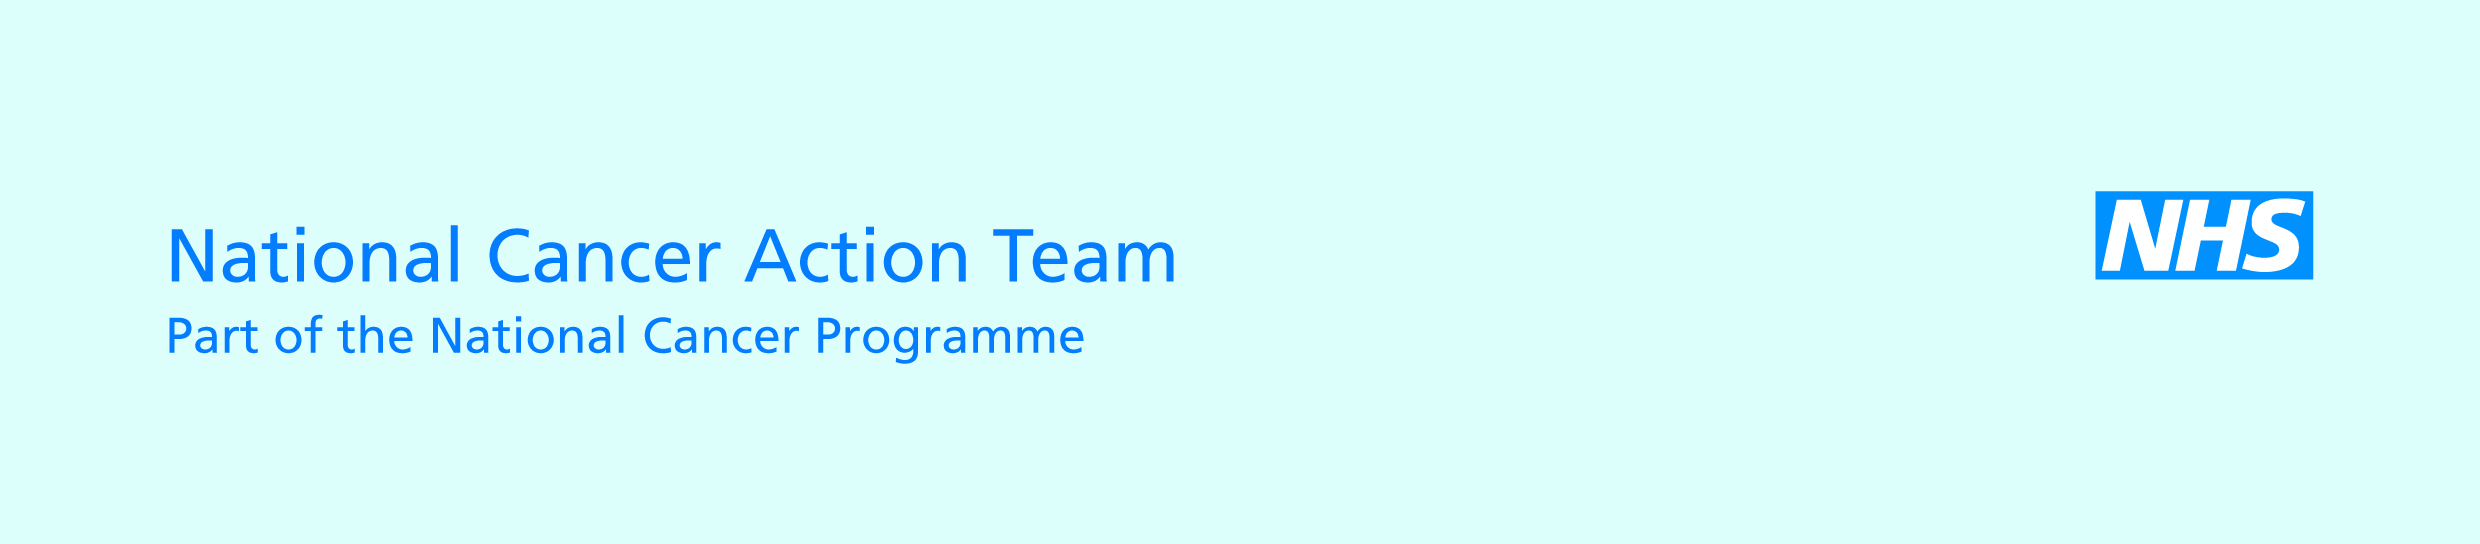 National Cancer Action Team
Part of the National Cancer Programme
NHS